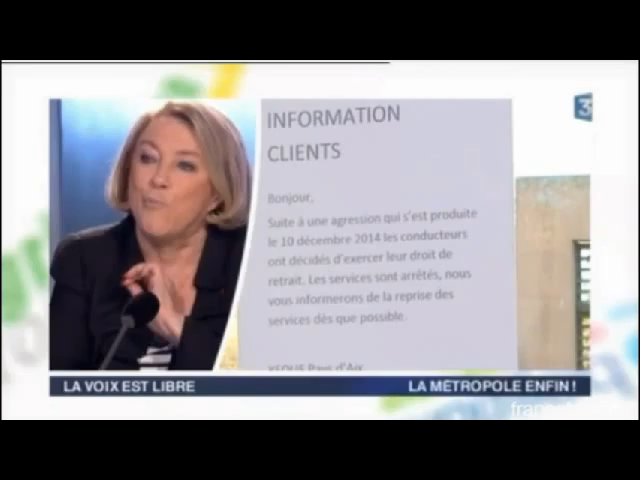 3
INFORMATION
CLIENTS
Bonjour,
Suite à une agression qui s'est produite
le 10 décembre 2014 les conducteurs
ont décidés d'exercer leur droit de
retrait. Les services sont arrêtés, nous
vous informerons de la reprise des
services dès que possible.
Pays d'Aix
LA VOIX EST LIBRE
LA MÉTROPOLE ENFIN !